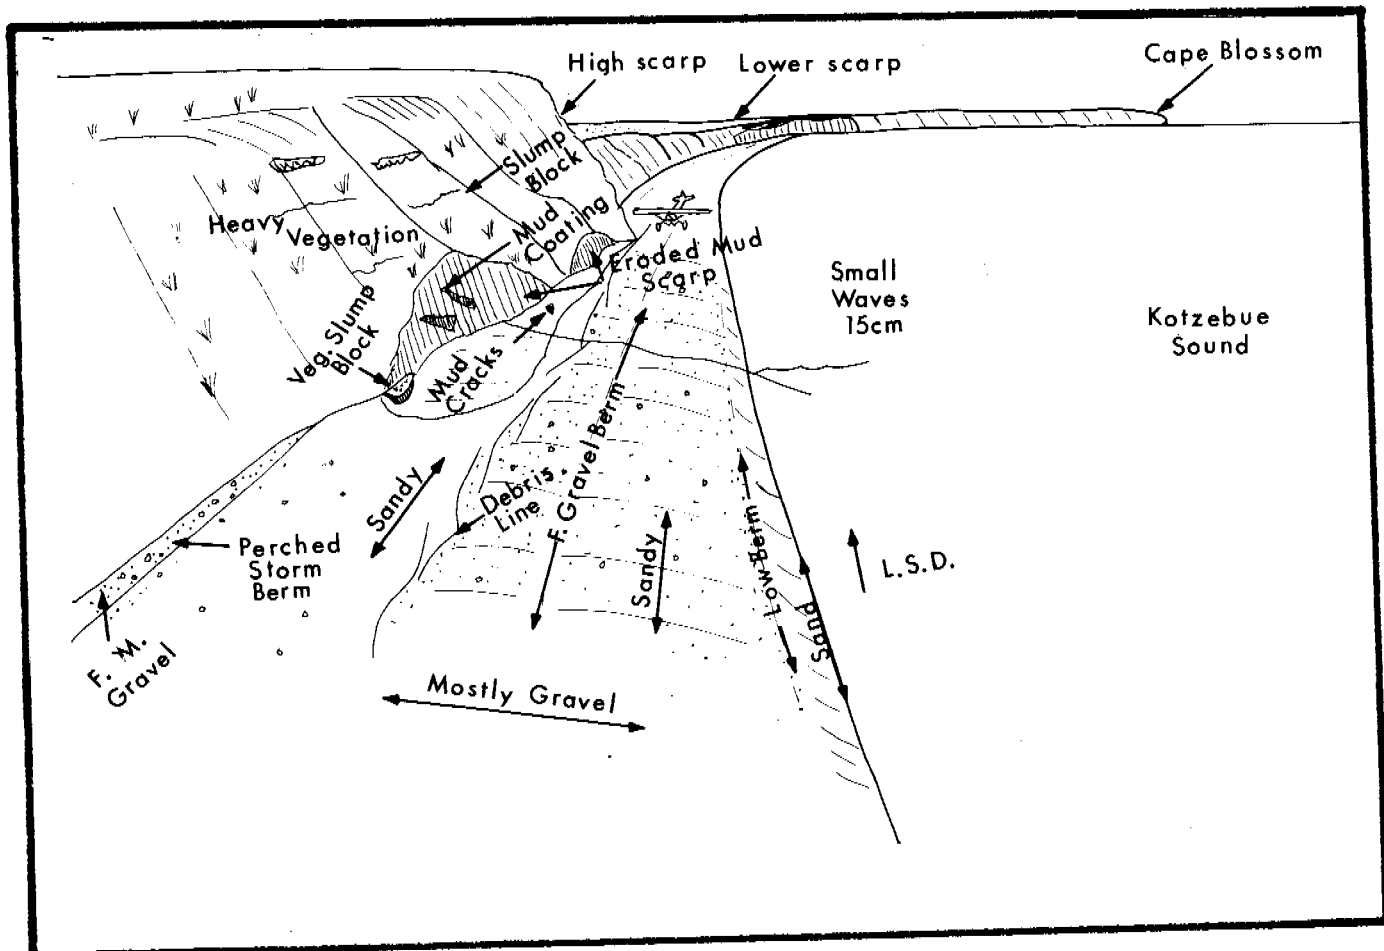 High scarp
Lower scarp
Cape Blossom
Slump
Block
Mud
Coating
Heavy Vegetation
Eroded Mud
Scarp
Small
Waves
15cm
Kotzebue
Sound
Veg. Slump
Block
Mud
Cracks
F. Gravel Berm
Sandy
Debris
Line
Low Berm
Sandy
L.S.D.
Perched
Storm
Berm
Sand
F. M.
Gravel
Mostly Gravel